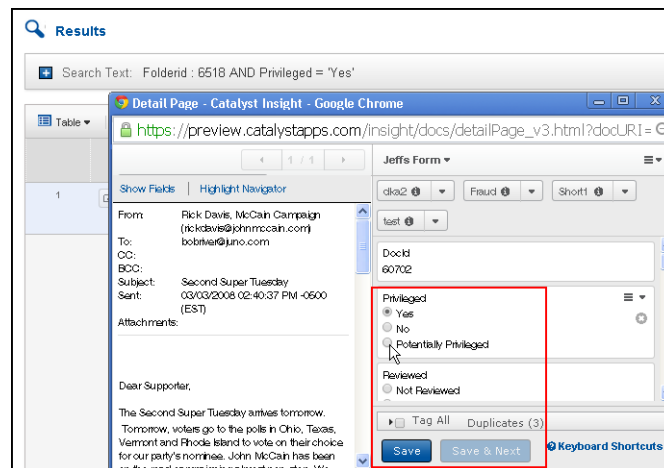 Results
Search Text: Folderid : 6518 AND Privileged = 'Yes'
Table
Detail Page - Catalyst Insight - Google Chrome
https://preview.catalystapps.com/insight/docs/detailPage_v3.html?docURI=
1 / 1
Jeffs Form
Show Fields | Highlight Navigator
dka2
Fraud
Short1
test
1
From: Rick Davis, McCain Campaign
(rickdavis@johnmccain.com)
To: bobriver@juno.com
CC:
BCC:
Subject: Second Super Tuesday
Sent: 03/03/2008 02:40:37 PM -0500
(EST)
Attachments:
DocId
60702
Privileged
Yes
No
Potentially Privileged
Reviewed
Not Reviewed
Dear Supporter,
The Second Super Tuesday arrives tomorrow.
Tomorrow, voters go to the polls in Ohio, Texas,
Vermont and Rhode Island to vote on their choice
for our party's nominee. John McCain has been
Tag All Duplicates (3)
Save
Save & Next
Keyboard Shortcuts